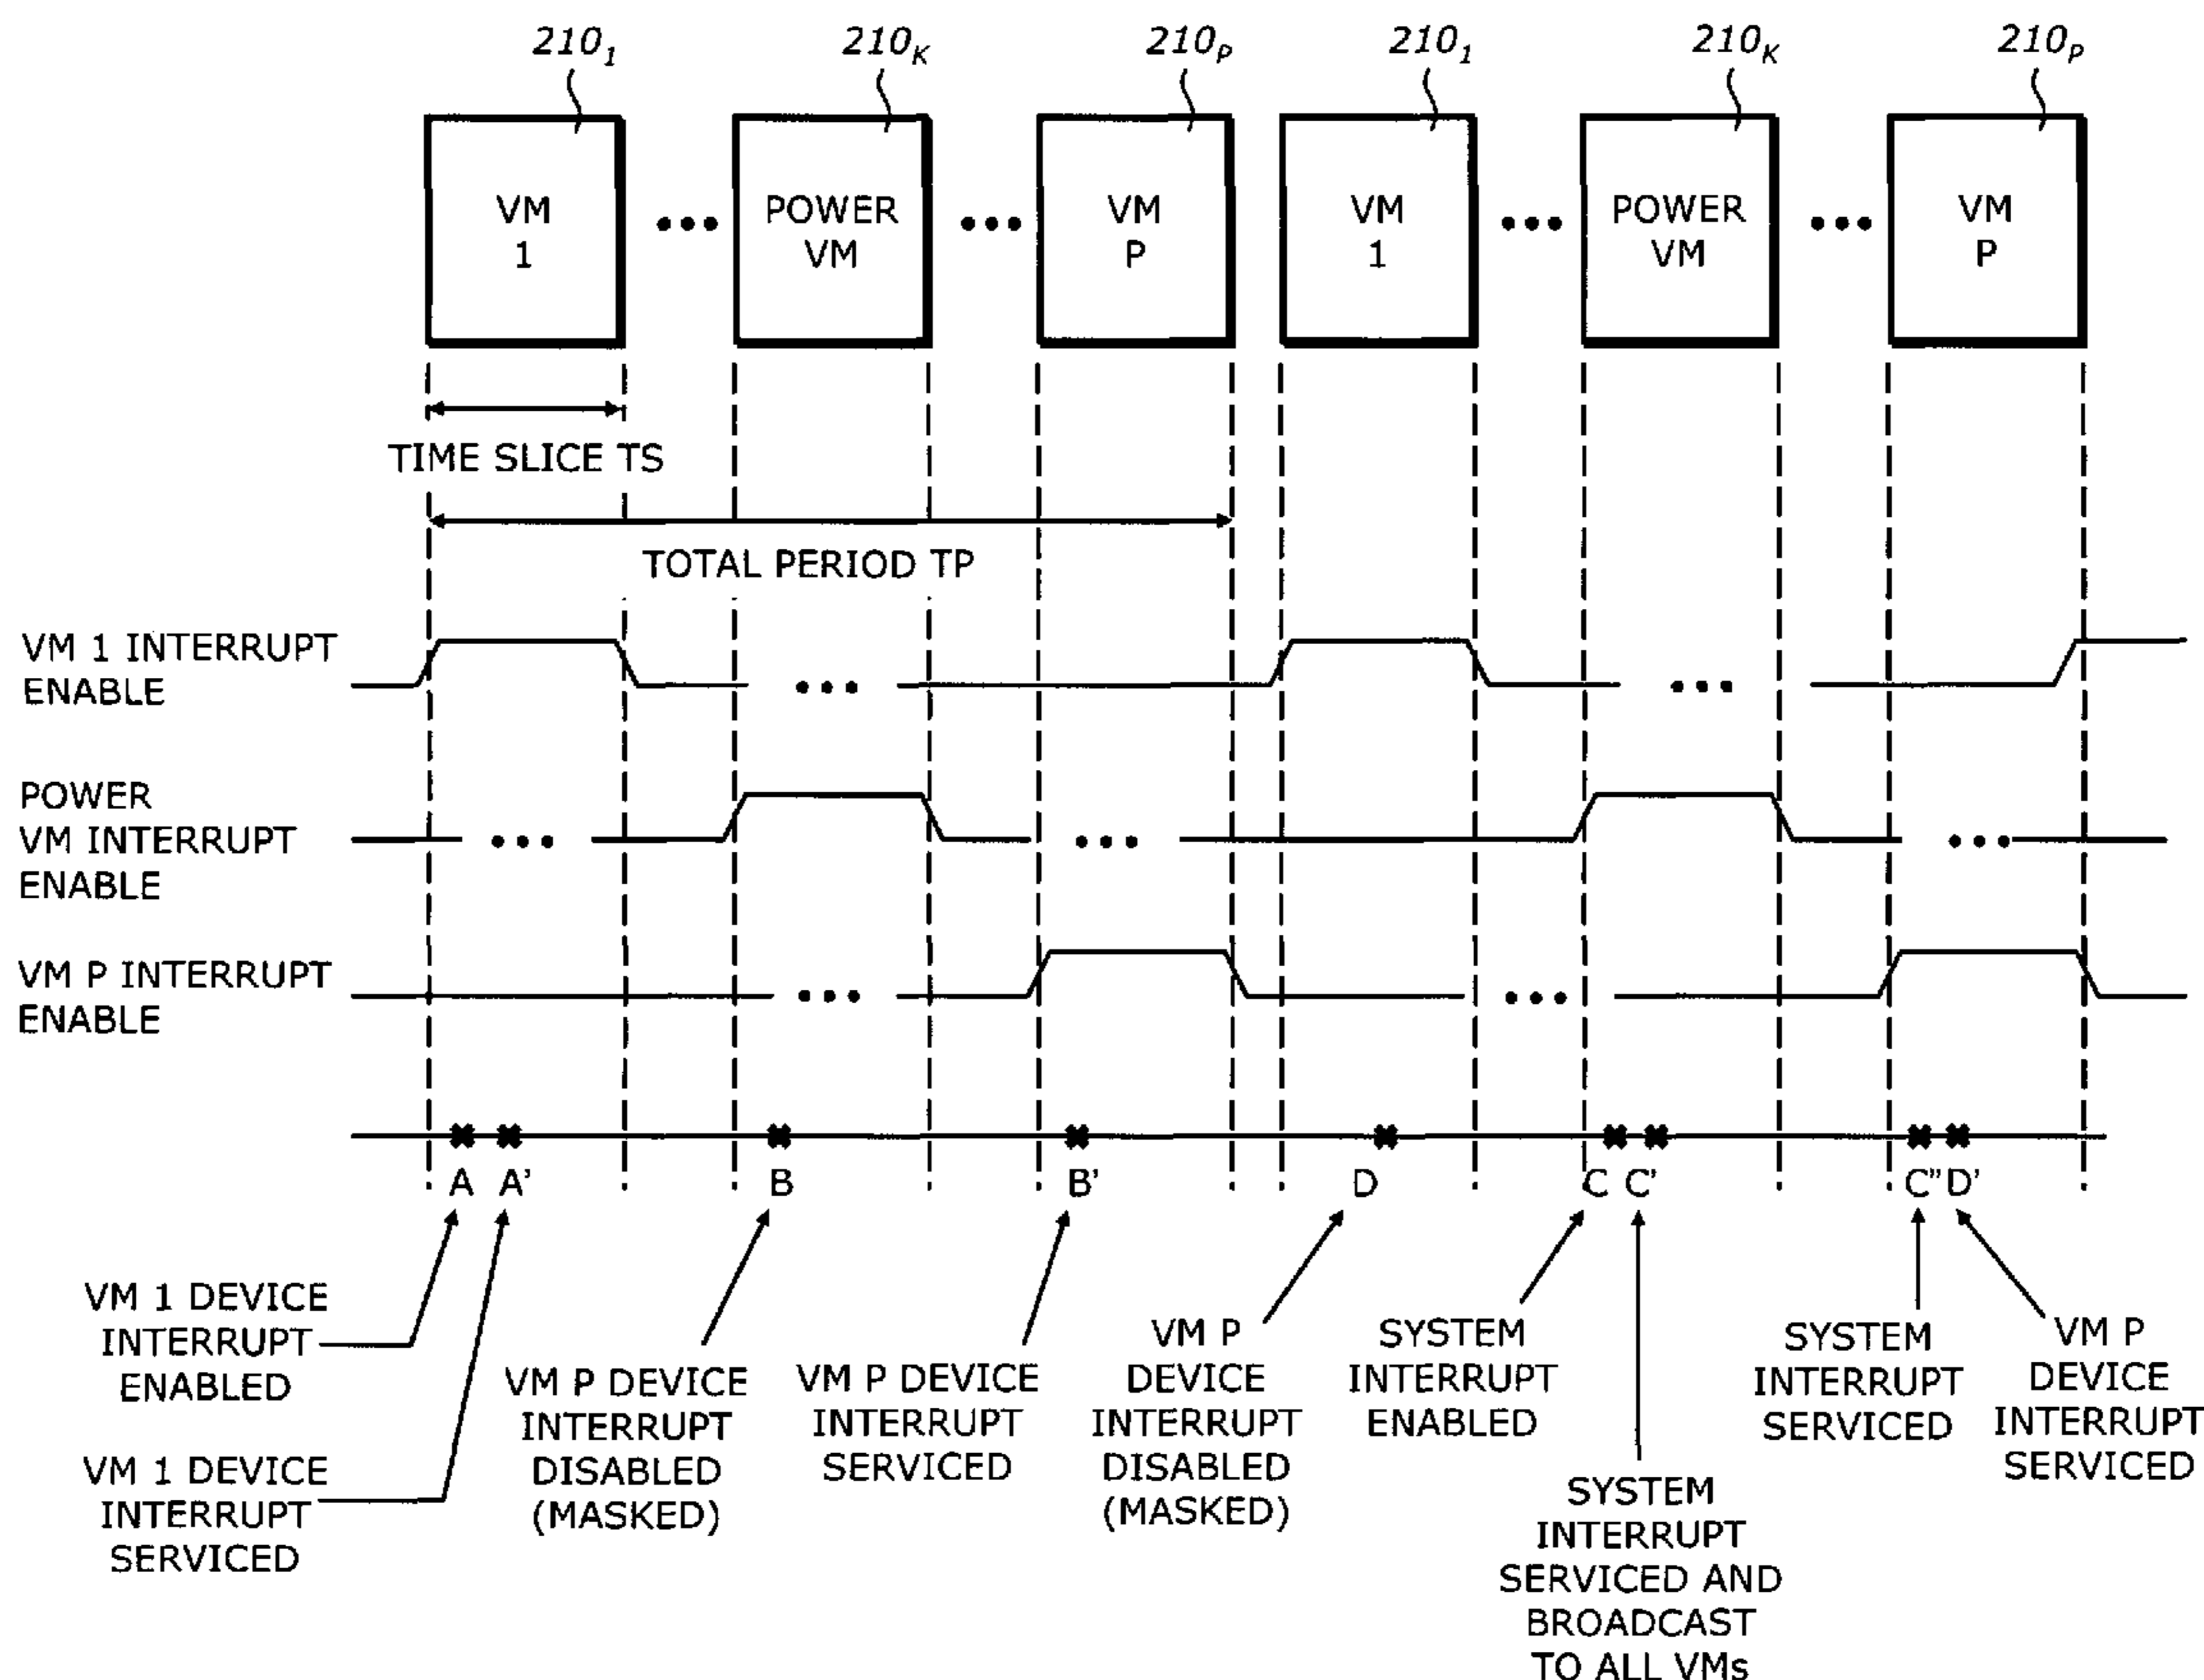 210₁ 210K 210P 210₁ 210K 210P
VM
1
•••
POWER
VM
•••
VM
P
VM
1
•••
POWER
VM
•••
VM
P
TIME SLICE TS
TOTAL PERIOD TP
VM 1 INTERRUPT
ENABLE
••• •••
POWER
VM INTERRUPT
ENABLE
••• ••• •••
VM P INTERRUPT
ENABLE
••• •••
A A' B B' D C C' C'' D'
VM 1 DEVICE
INTERRUPT
ENABLED
VM 1 DEVICE
INTERRUPT
SERVICED
VM P DEVICE
INTERRUPT
DISABLED
(MASKED)
VM P DEVICE
INTERRUPT
SERVICED
VM P
DEVICE
INTERRUPT
DISABLED
(MASKED)
SYSTEM
INTERRUPT
ENABLED
SYSTEM
INTERRUPT
SERVICED AND
BROADCAST
TO ALL VMs
SYSTEM
INTERRUPT
SERVICED
VM P
DEVICE
INTERRUPT
SERVICED